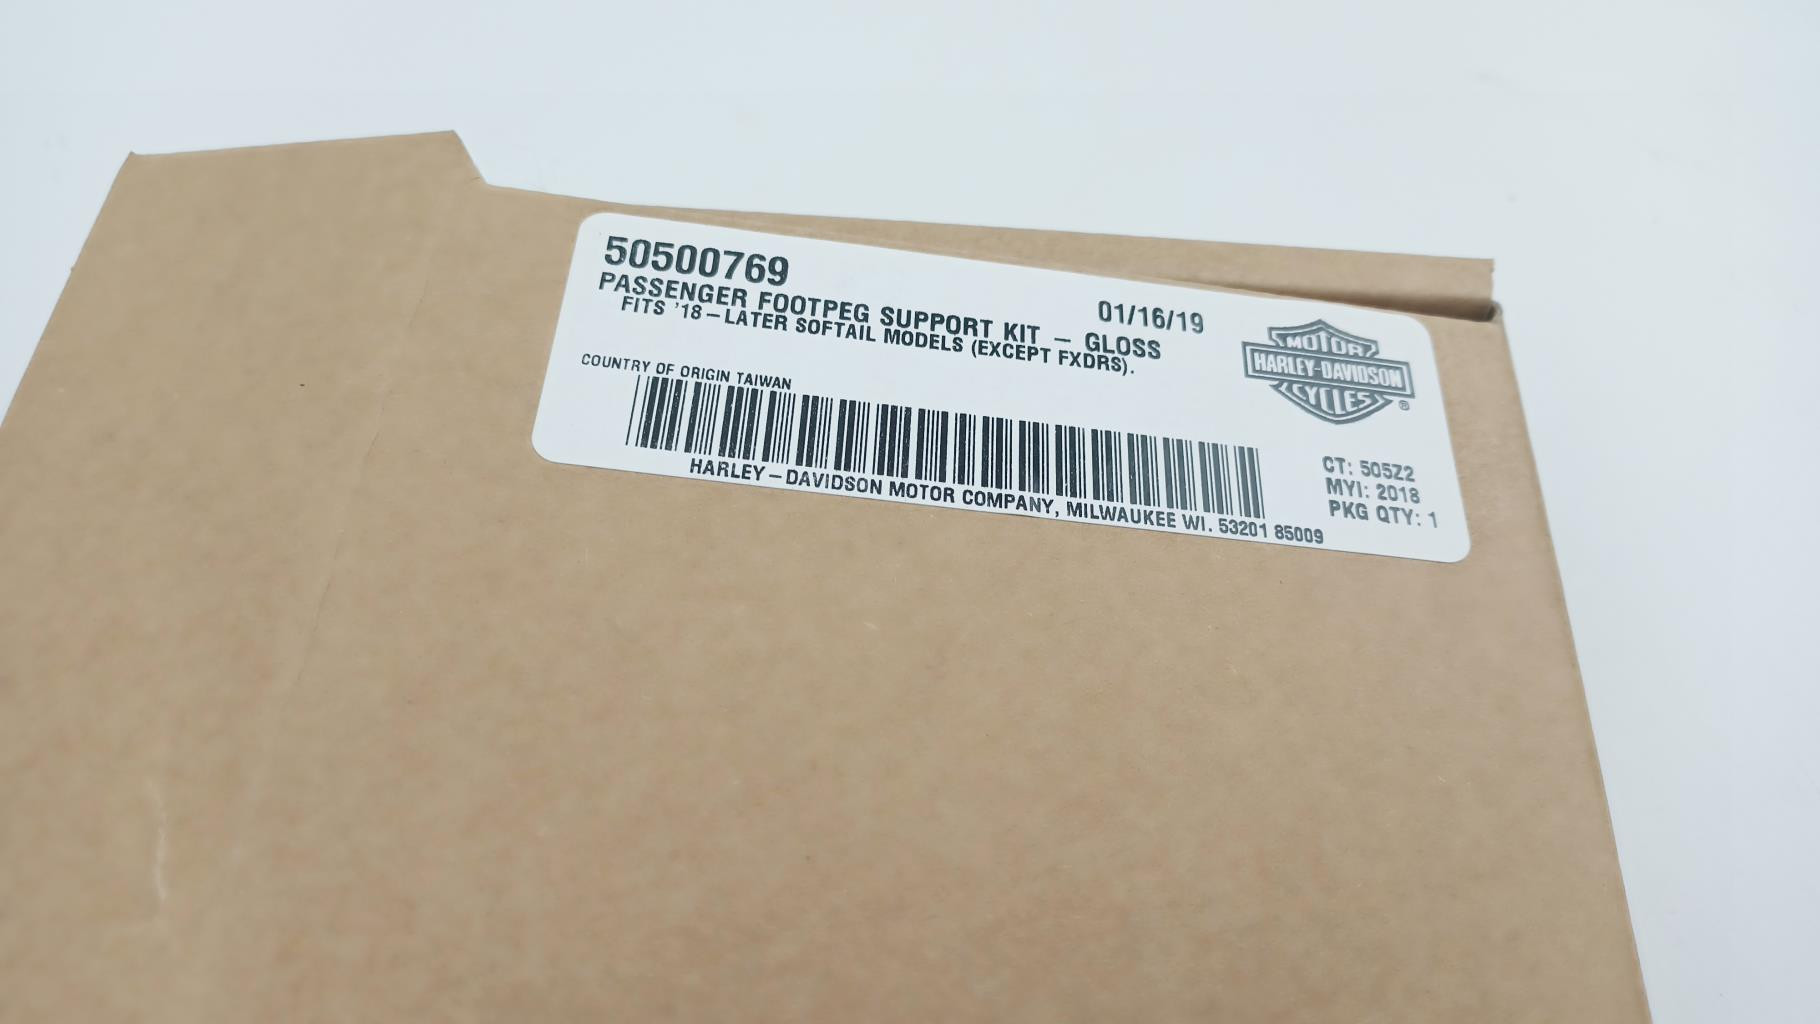 50500769
01/16/19
PASSENGER FOOTPEG SUPPORT KIT – GLOSS
FITS '18–LATER SOFTAIL MODELS (EXCEPT FXDRS).
COUNTRY OF ORIGIN TAIWAN
MOTOR
HARLEY-DAVIDSON
CYCLES
®
CT: 505Z2
MYI: 2018
PKG QTY: 1
HARLEY–DAVIDSON MOTOR COMPANY, MILWAUKEE WI. 53201 85009